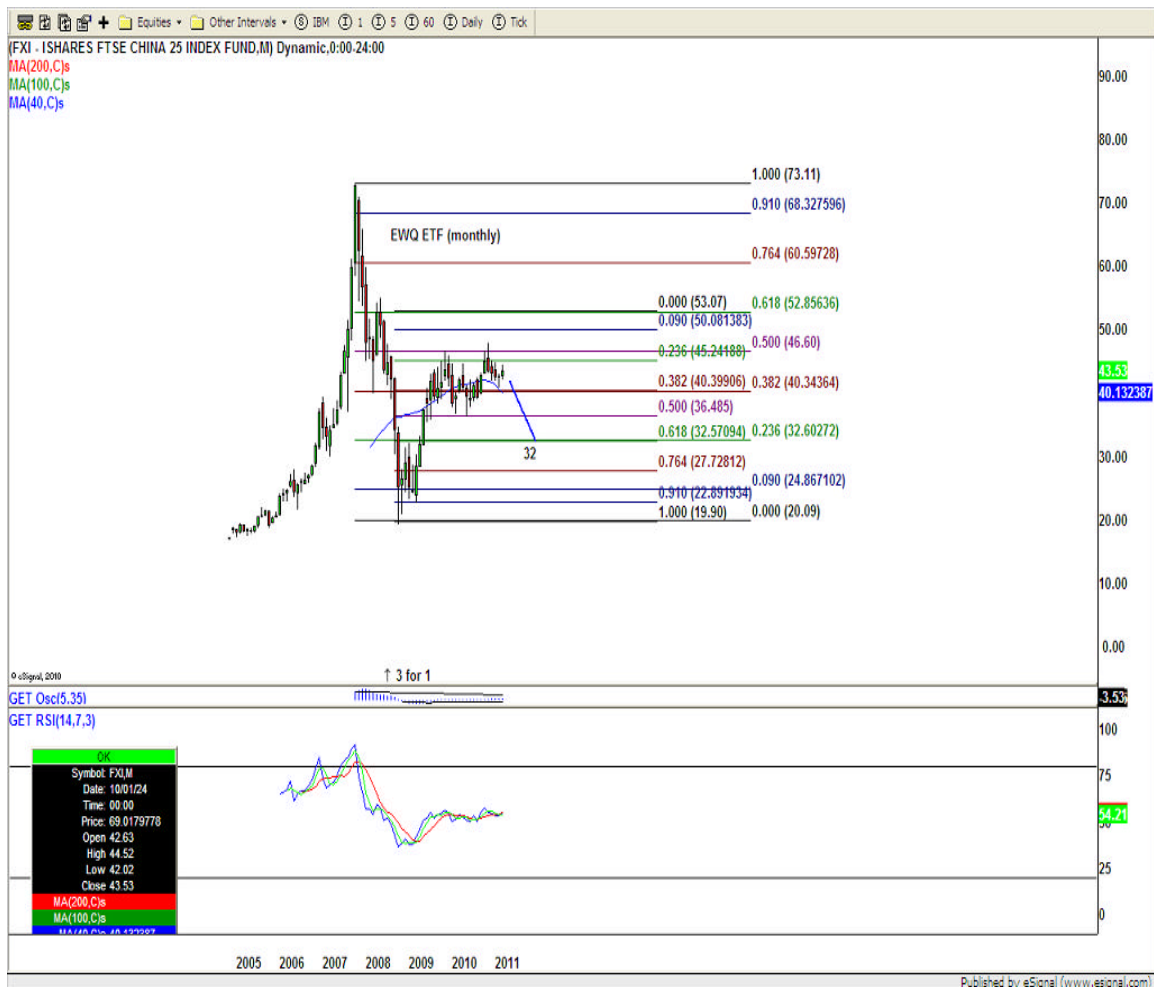 Equities Other Intervals S IBM I 1 I 5 I 60 I Daily I Tick
(FXI - ISHARES FTSE CHINA 25 INDEX FUND,M) Dynamic,0:00-24:00
MA(200,C)s
MA(100,C)s
MA(40,C)s
90.00
80.00
70.00
60.00
50.00
43.53
40.132387
30.00
20.00
10.00
0.00
1.000 (73.11)
0.910 (68.327596)
EWQ ETF (monthly)
0.764 (60.59728)
0.000 (53.07) 0.618 (52.85636)
0.090 (50.081383)
0.500 (46.60)
0.236 (45.24188)
0.382 (40.39906) 0.382 (40.34364)
0.500 (36.485)
0.618 (32.57094) 0.236 (32.60272)
32
0.764 (27.72812)
0.090 (24.867102)
0.910 (22.891934)
1.000 (19.90) 0.000 (20.09)
© eSignal, 2010
↑ 3 for 1
GET Osc(5,35)
-3.53
GET RSI(14,7,3)
100
75
54.21
25
0
OK
Symbol: FXI,M
Date: 10/01/24
Time: 00:00
Price: 69.0179778
Open 42.63
High 44.52
Low 42.02
Close 43.53
MA(200,C)s
MA(100,C)s
MA(40,C)s 40.132387
2005 2006 2007 2008 2009 2010 2011
Published by eSignal (www.esignal.com)